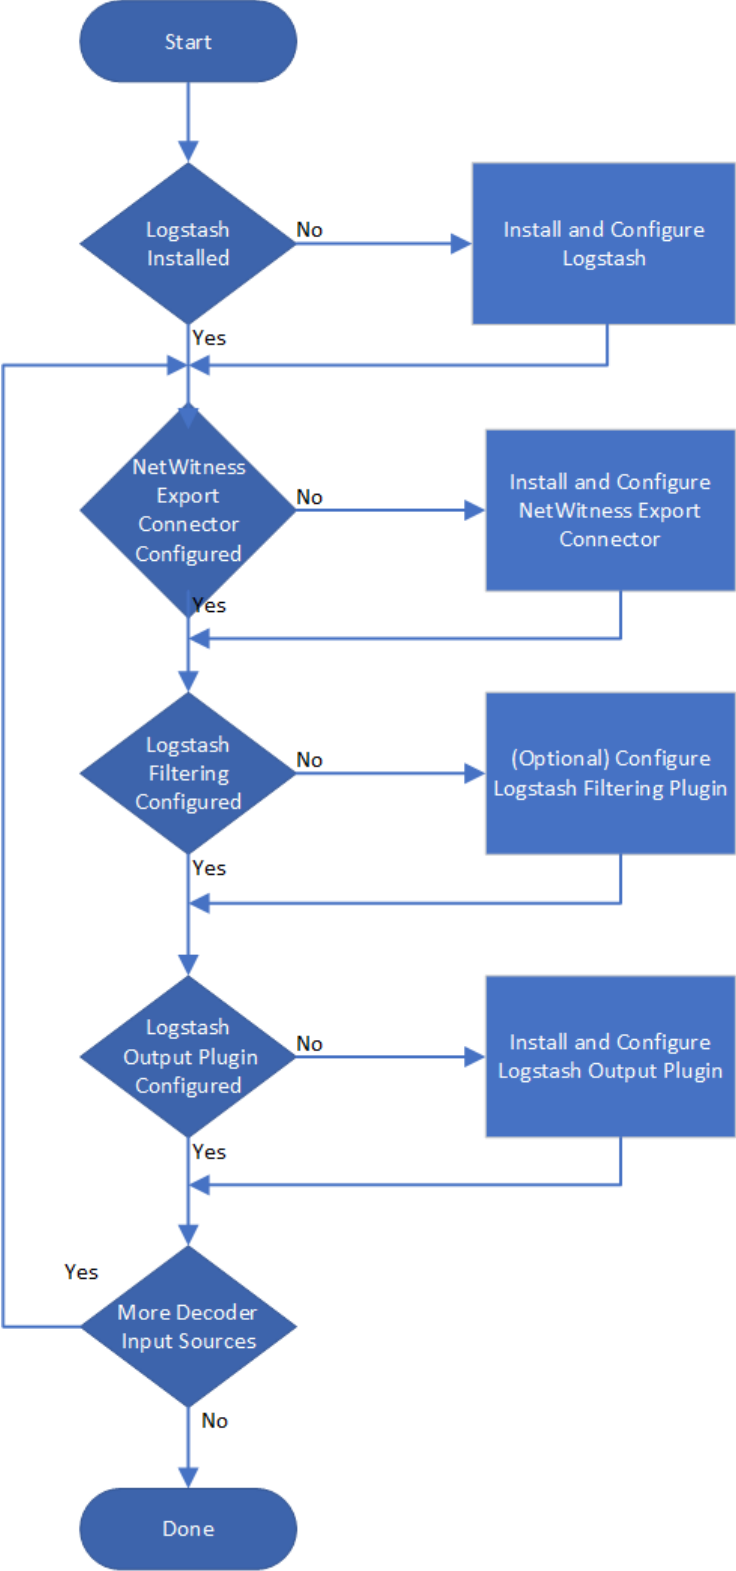 Start
Logstash
Installed
No
Install and Configure
Logstash
Yes
NetWitness
Export
Connector
Configured
No
Install and Configure
NetWitness Export
Connector
Yes
Logstash
Filtering
Configured
No
(Optional) Configure
Logstash Filtering Plugin
Yes
Logstash
Output Plugin
Configured
No
Install and Configure
Logstash Output Plugin
Yes
Yes
More Decoder
Input Sources
No
Done